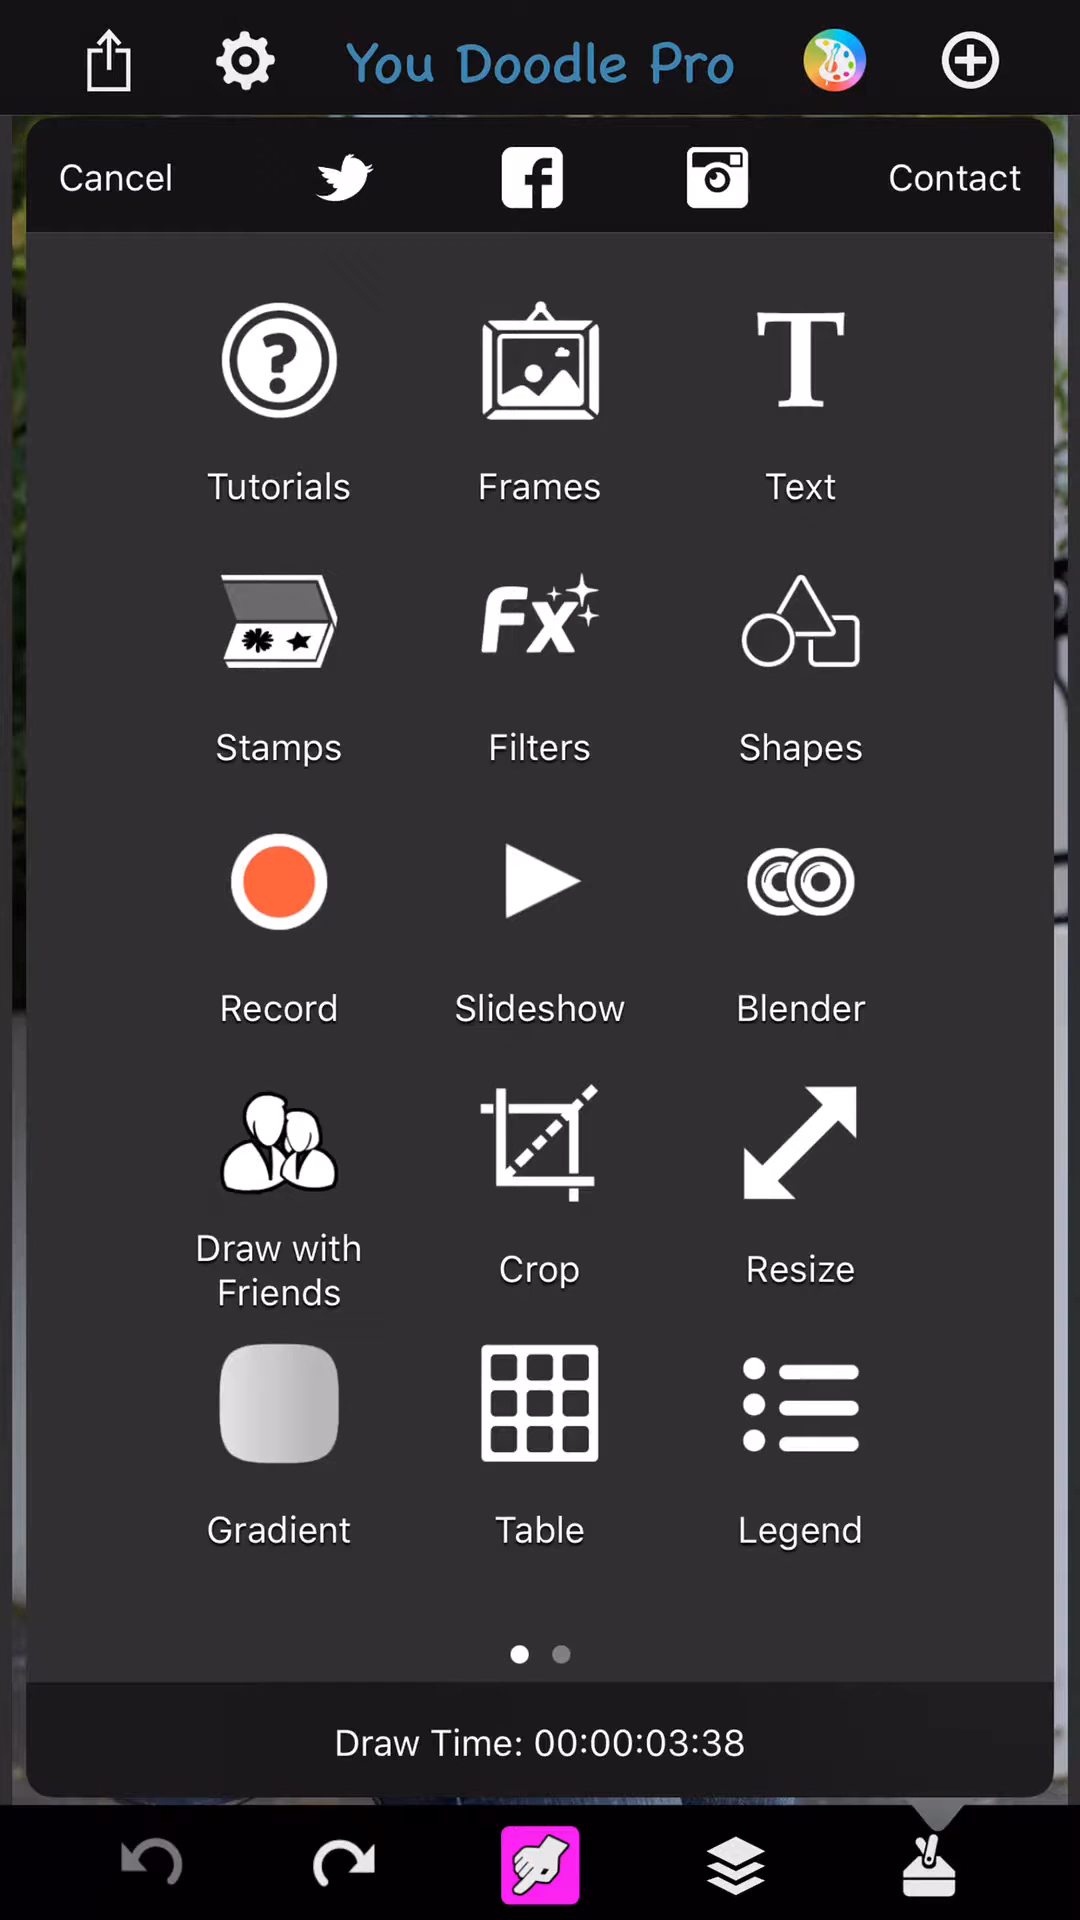 You Doodle Pro
Cancel
Contact
Tutorials
Frames
Text
Stamps
Filters
Shapes
Record
Slideshow
Blender
Draw with
Friends
Crop
Resize
Gradient
Table
Legend
Draw Time: 00:00:03:38